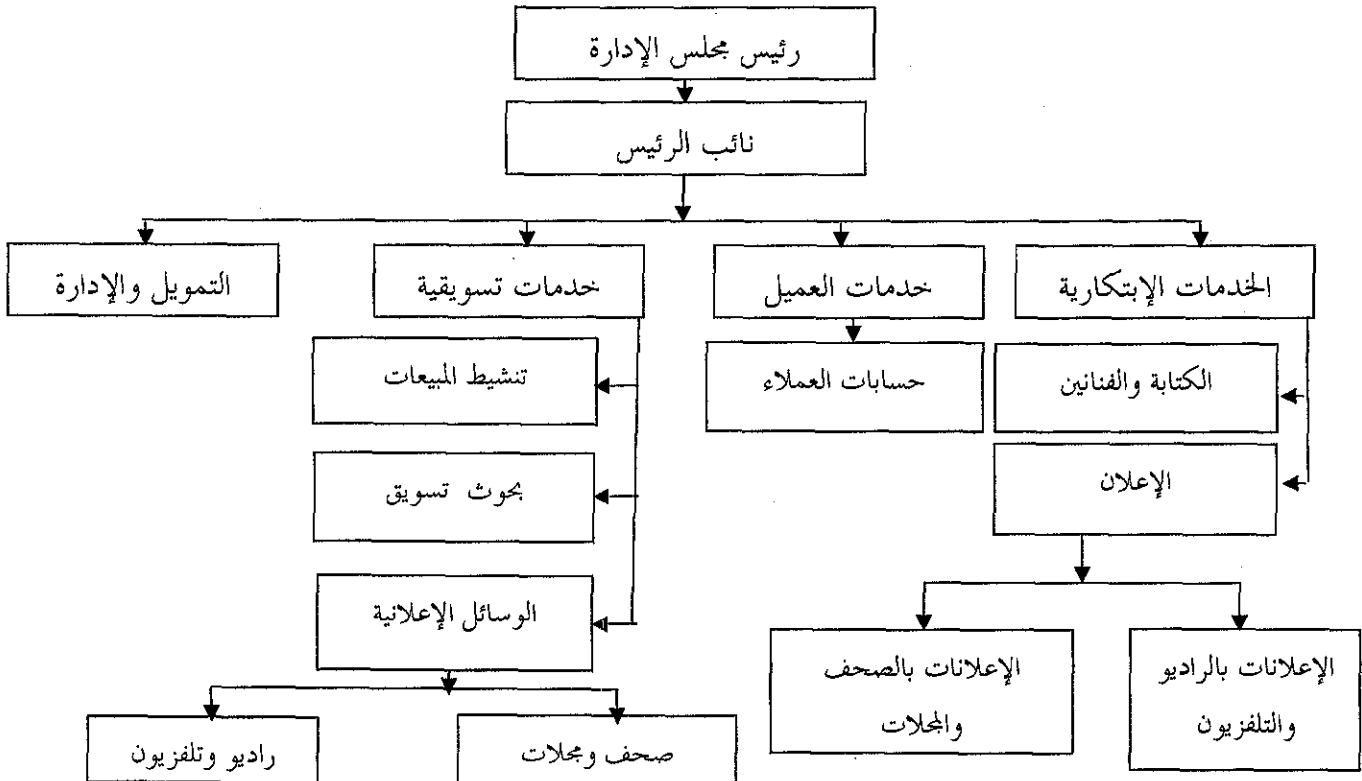 رئيس مجلس الإدارة
نائب الرئيس
الخدمات الإبتكارية
خدمات العميل
خدمات تسويقية
التمويل والإدارة
الكتابة والفنانين
حسابات العملاء
تنشيط المبيعات
الإعلان
بحوث تسويق
الوسائل الإعلانية
الإعلانات بالراديو
والتلفزيون
الإعلانات بالصحف
والمجلات
صحف ومجلات
راديو وتلفزيون